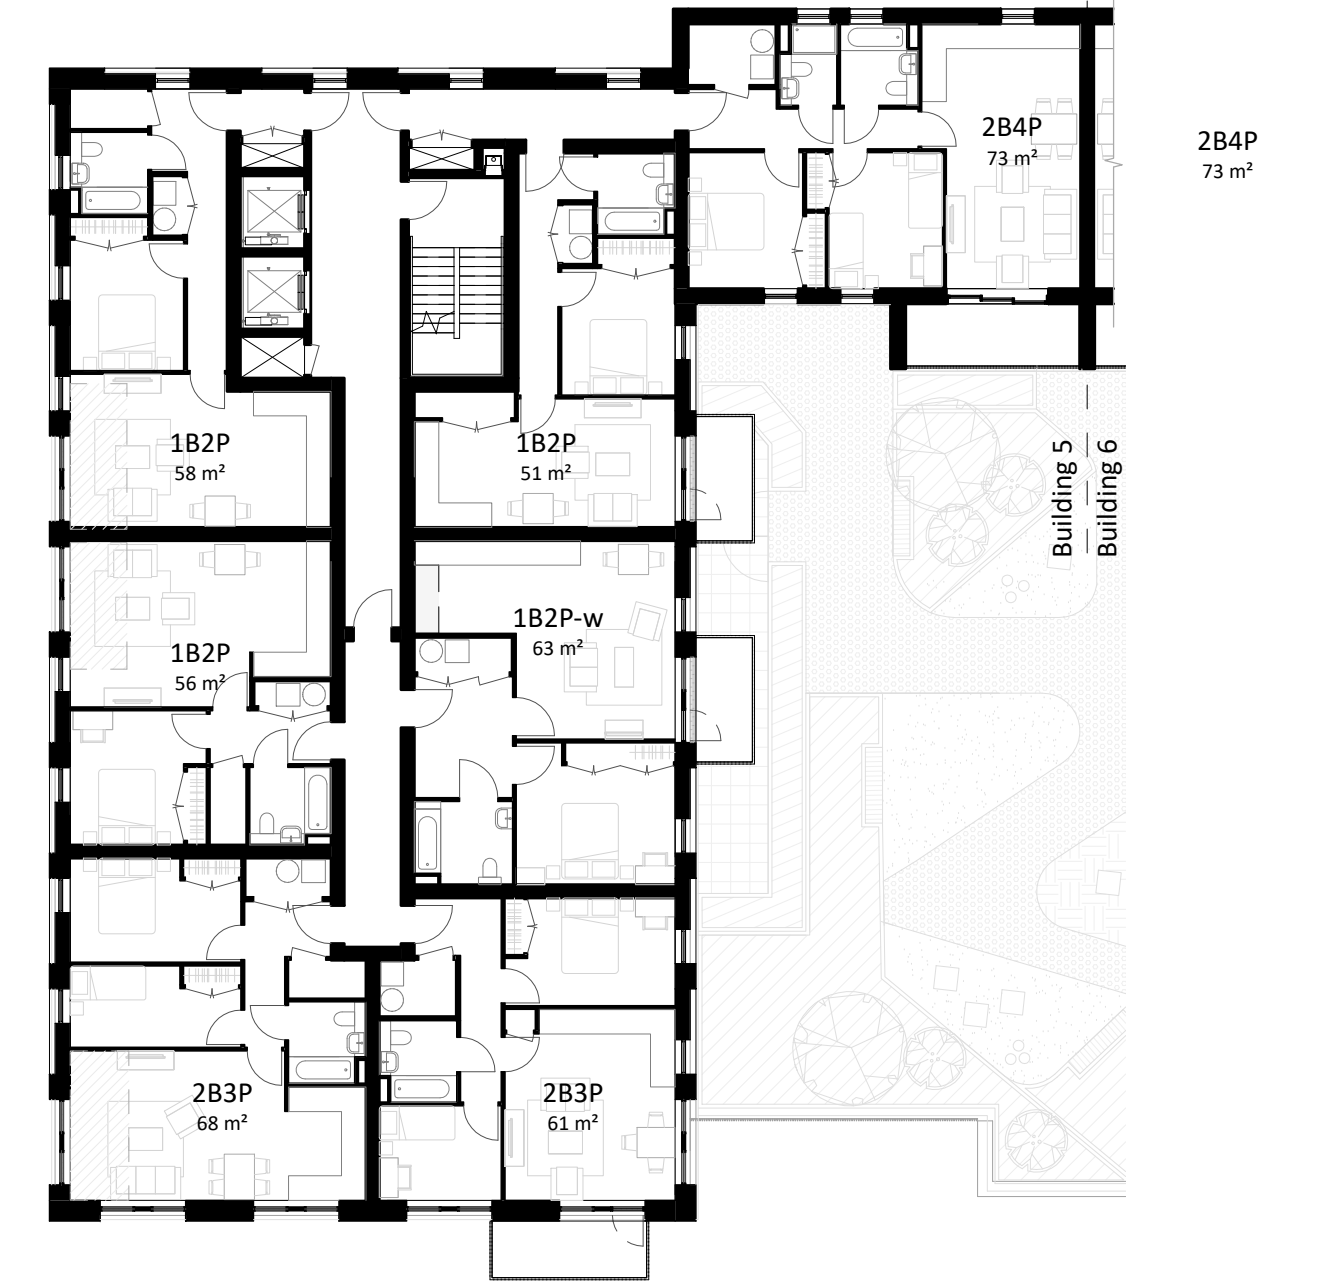 2B4P
73 m²
2B4P
73 m²
1B2P
58 m²
1B2P
51 m²
Building 5
Building 6
1B2P-w
63 m²
1B2P
56 m²
2B3P
68 m²
2B3P
61 m²